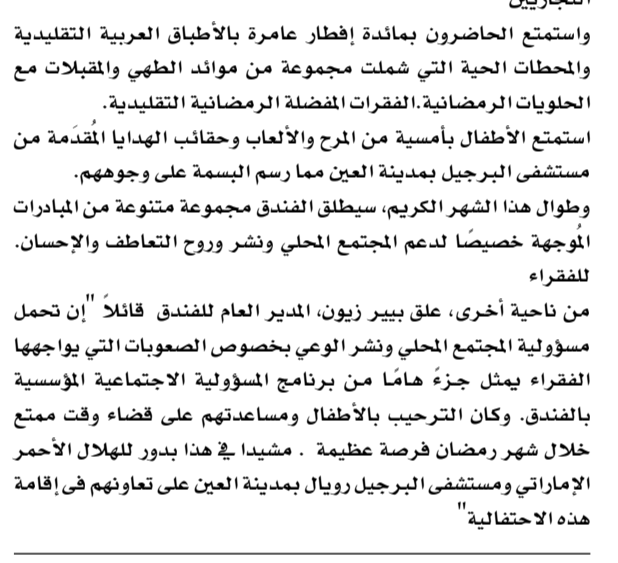 التجاريين
واستمتع الحاضرون بمائدة إفطار عامرة بالأطباق العربية التقليدية
والمحطات الحية التي شملت مجموعة من موائد الطهي والمقبلات مع
الحلويات الرمضانية.الفقرات المفضلة الرمضانية التقليدية.
استمتع الأطفال بأمسية من المرح والألعاب وحقائب الهدايا المُقدَمة من
مستشفى البرجيل بمدينة العين مما رسم البسمة على وجوههم.
وطوال هذا الشهر الكريم، سيطلق الفندق مجموعة متنوعة من المبادرات
المُوجهة خصيصًا لدعم المجتمع المحلي ونشر وروح التعاطف والإحسان.
للفقراء
من ناحية أخرى، علق بيير زيون، المدير العام للفندق قائلاً "إن تحمل
مسؤولية المجتمع المحلي ونشر الوعي بخصوص الصعوبات التي يواجهها
الفقراء يمثل جزءً هامًا من برنامج المسؤولية الاجتماعية المؤسسية
بالفندق. وكان الترحيب بالأطفال ومساعدتهم على قضاء وقت ممتع
خلال شهر رمضان فرصة عظيمة . مشيدا في هذا بدور للهلال الأحمر
الإماراتي ومستشفى البرجيل رويال بمدينة العين على تعاونهم فى إقامة
هذه الاحتفالية"